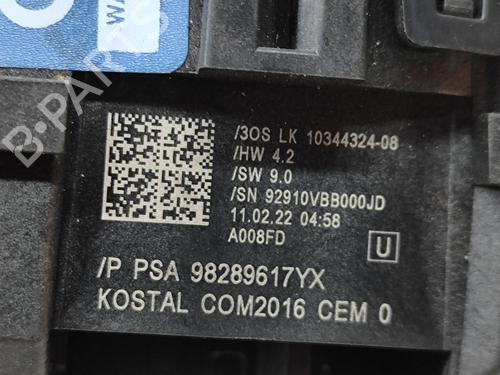 WA
B-PARTS
/3OS LK 10344324-08
/HW 4.2
/SW 9.0
/SN 92910VBB000JD
11.02.22 04:58
A008FD
U
/P PSA 98289617YX
KOSTAL COM2016 CEM 0